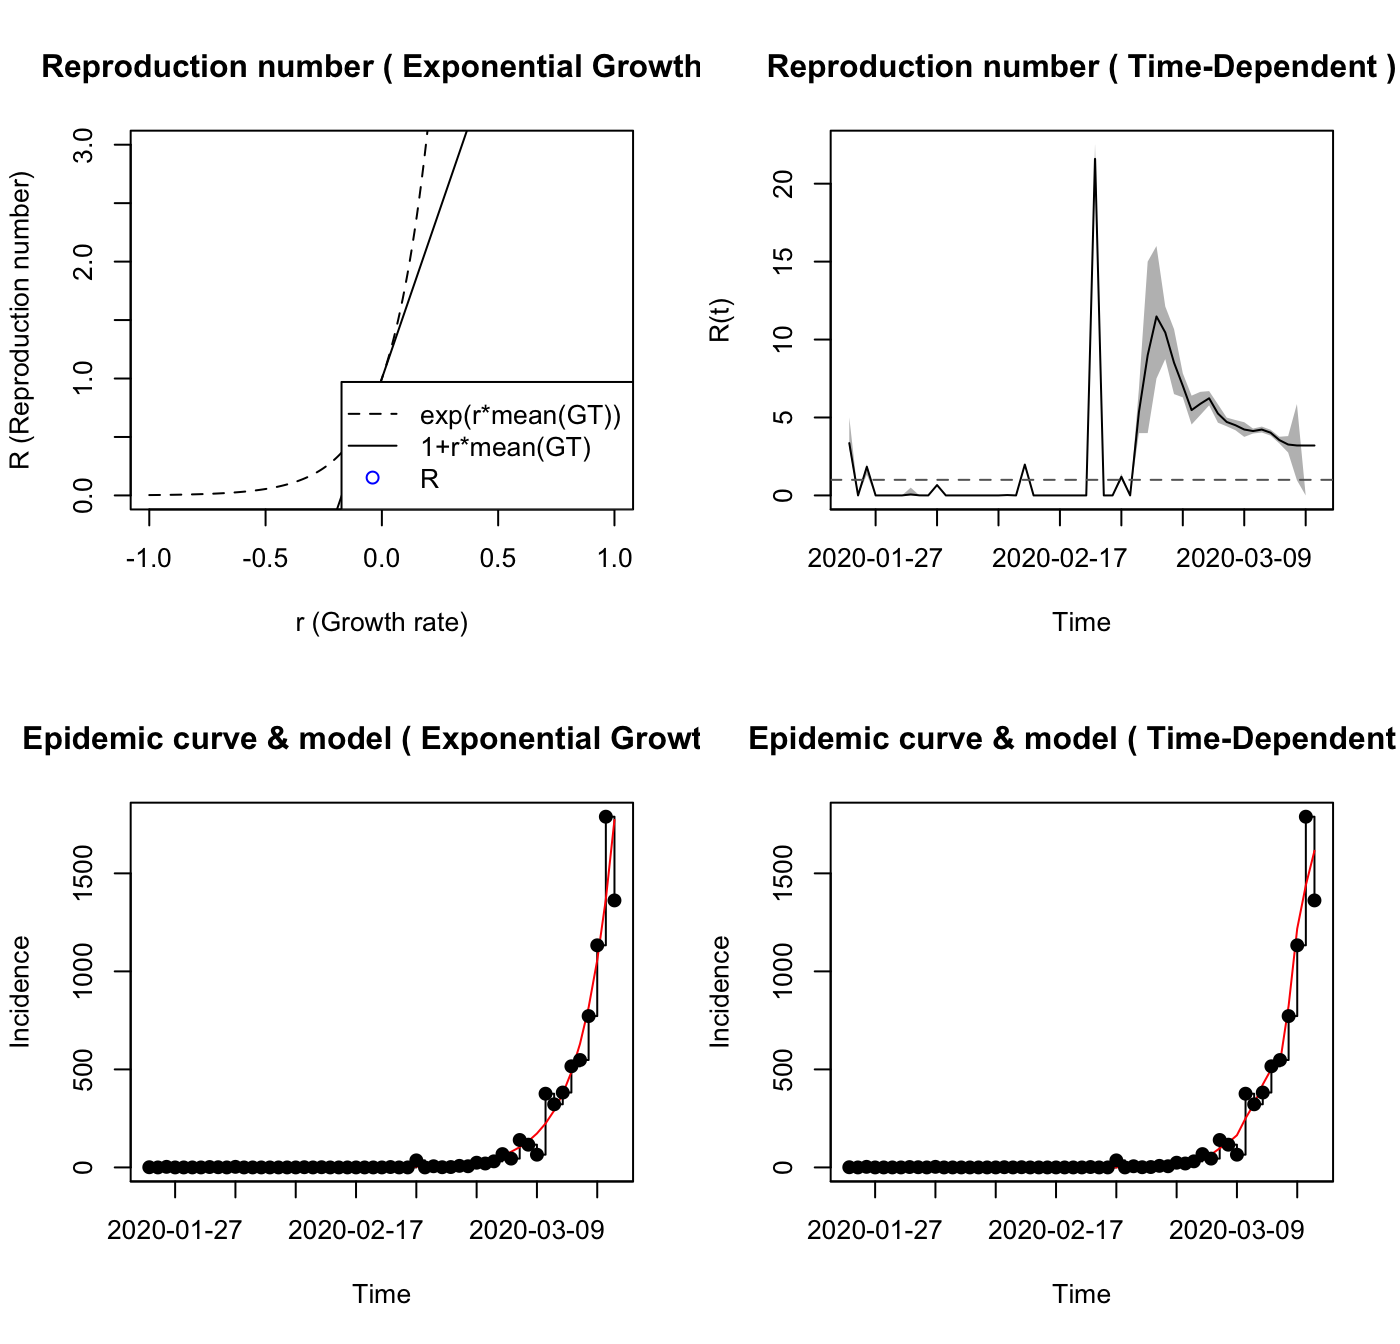 Reproduction number ( Exponential Growth
R (Reproduction number)
3.0
2.0
1.0
0.0
exp(r*mean(GT))
1+r*mean(GT)
R
-1.0 -0.5 0.0 0.5 1.0
r (Growth rate)
Reproduction number ( Time-Dependent )
R(t)
20
15
10
5
0
2020-01-27 2020-02-17 2020-03-09
Time
Epidemic curve & model ( Exponential Growt
Incidence
1500
1000
500
0
2020-01-27 2020-02-17 2020-03-09
Time
Epidemic curve & model ( Time-Dependent
Incidence
1500
1000
500
0
2020-01-27 2020-02-17 2020-03-09
Time